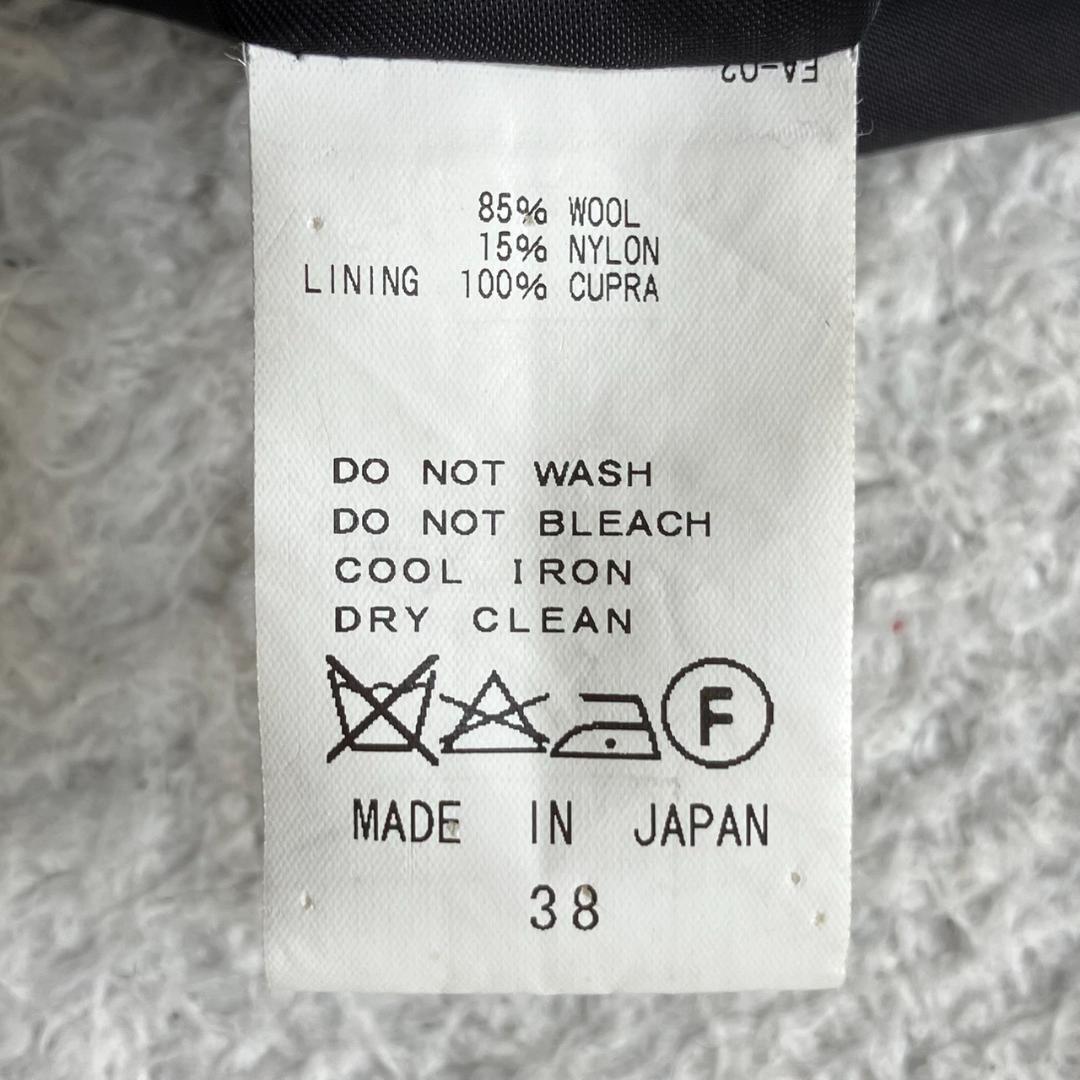 85% WOOL
15% NYLON
LINING 100% CUPRA
DO NOT WASH
DO NOT BLEACH
COOL IRON
DRY CLEAN
F
MADE IN JAPAN
38